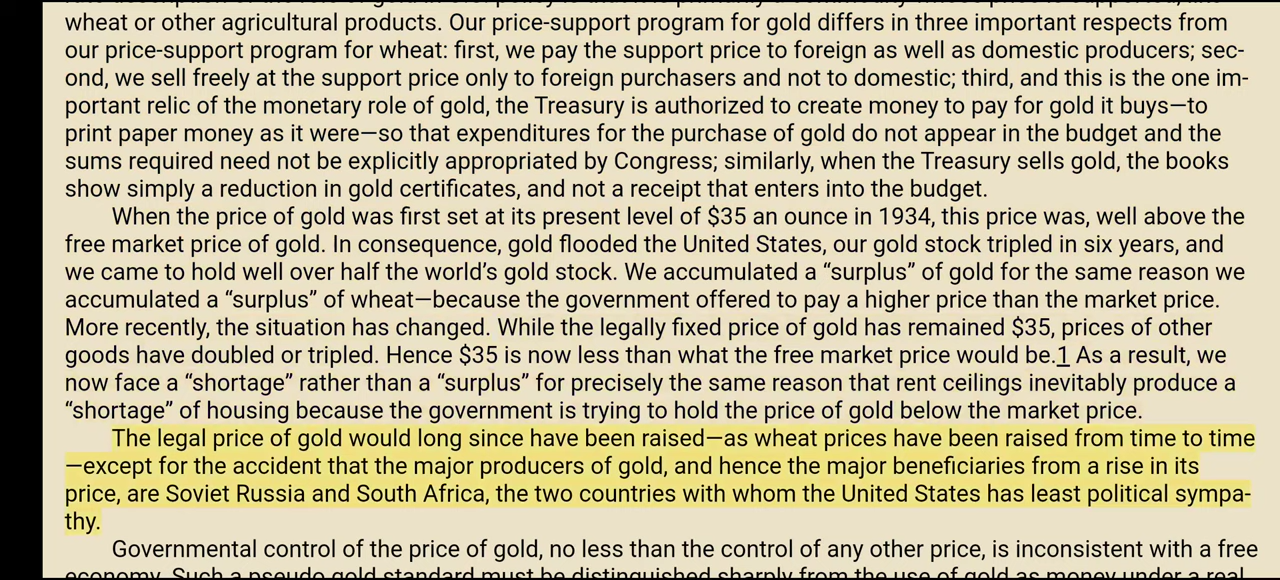 wheat or other agricultural products. Our price-support program for gold differs in three important respects from
our price-support program for wheat: first, we pay the support price to foreign as well as domestic producers; sec-
ond, we sell freely at the support price only to foreign purchasers and not to domestic; third, and this is the one im-
portant relic of the monetary role of gold, the Treasury is authorized to create money to pay for gold it buys—to
print paper money as it were—so that expenditures for the purchase of gold do not appear in the budget and the
sums required need not be explicitly appropriated by Congress; similarly, when the Treasury sells gold, the books
show simply a reduction in gold certificates, and not a receipt that enters into the budget.
When the price of gold was first set at its present level of $35 an ounce in 1934, this price was, well above the
free market price of gold. In consequence, gold flooded the United States, our gold stock tripled in six years, and
we came to hold well over half the world’s gold stock. We accumulated a “surplus” of gold for the same reason we
accumulated a “surplus” of wheat—because the government offered to pay a higher price than the market price.
More recently, the situation has changed. While the legally fixed price of gold has remained $35, prices of other
goods have doubled or tripled. Hence $35 is now less than what the free market price would be.1 As a result, we
now face a “shortage” rather than a “surplus” for precisely the same reason that rent ceilings inevitably produce a
“shortage” of housing because the government is trying to hold the price of gold below the market price.
The legal price of gold would long since have been raised—as wheat prices have been raised from time to time
—except for the accident that the major producers of gold, and hence the major beneficiaries from a rise in its
price, are Soviet Russia and South Africa, the two countries with whom the United States has least political sympa-
thy.
Governmental control of the price of gold, no less than the control of any other price, is inconsistent with a free
economy. Such a pseudo gold standard must be distinguished sharply from the use of gold as money under a real